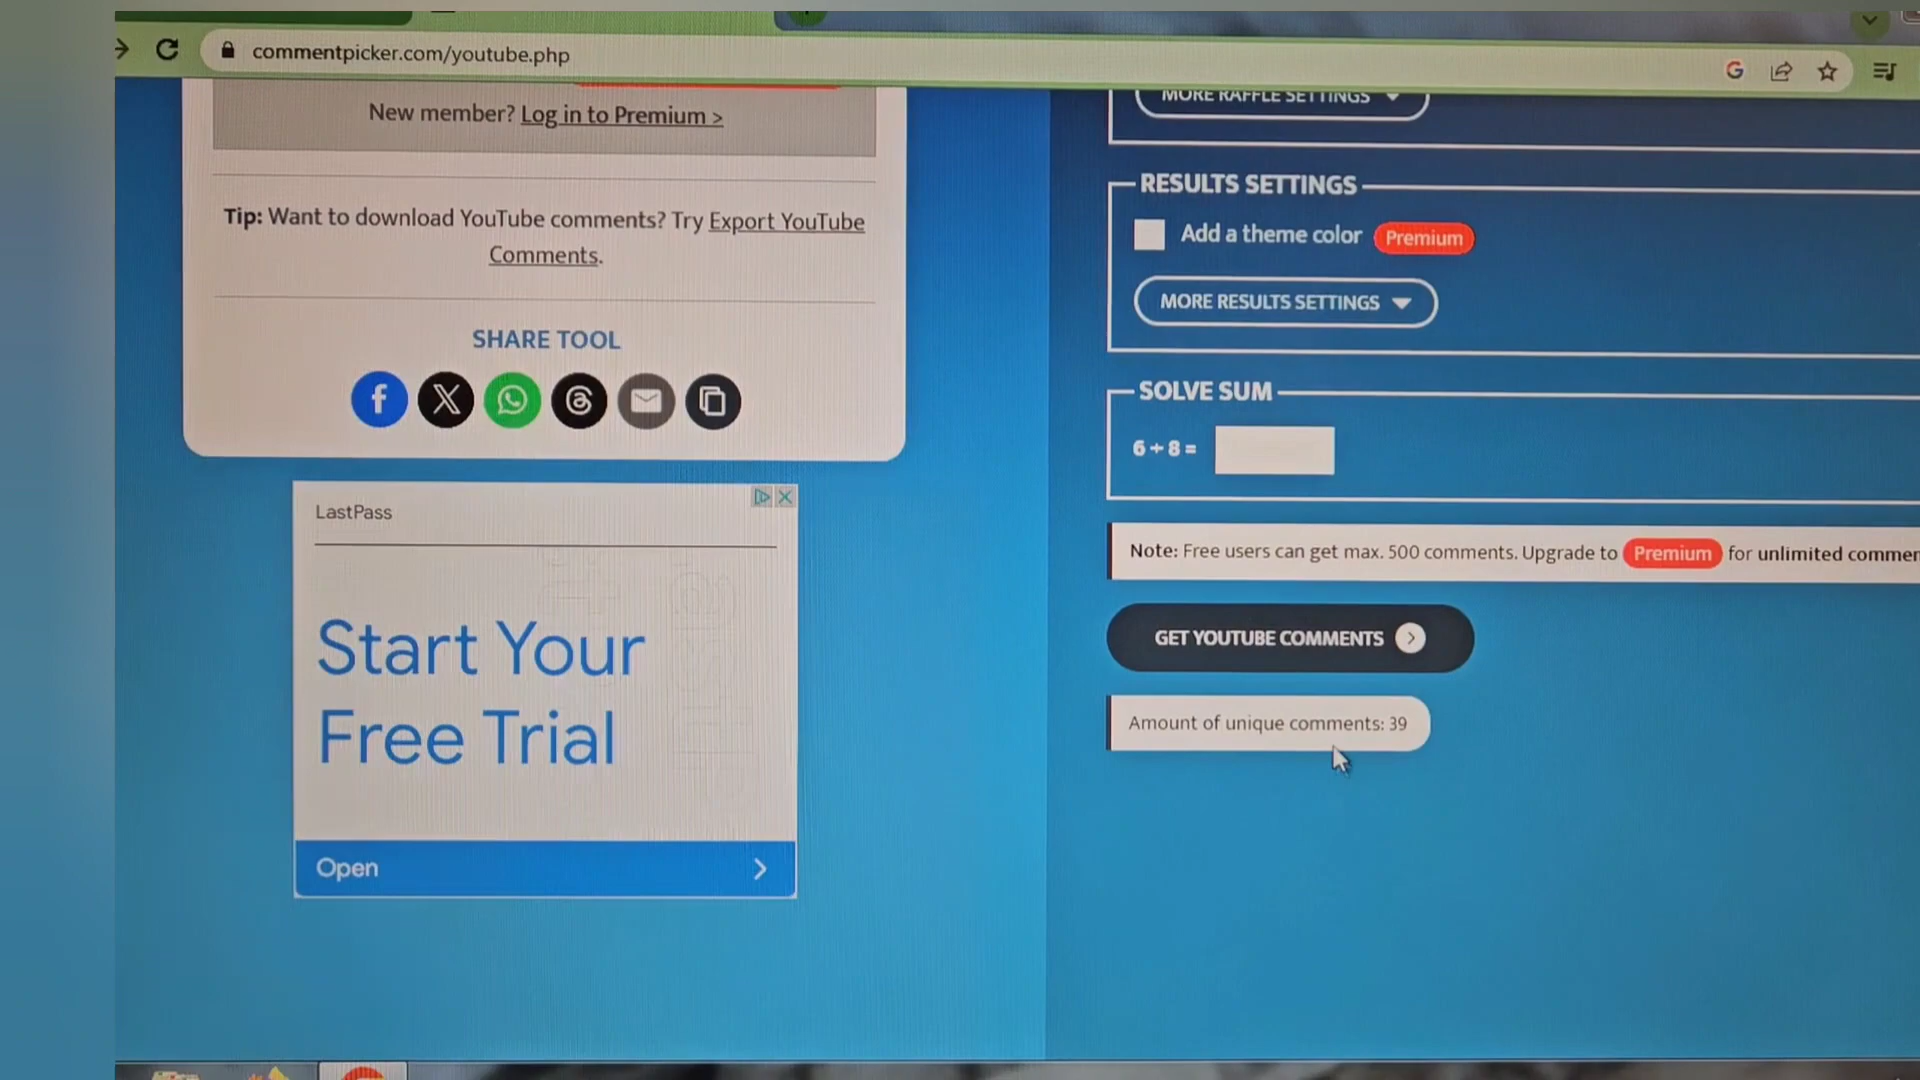 commentpicker.com/youtube.php
New member? Log in to Premium >
Tip: Want to download YouTube comments? Try Export YouTube
Comments.
SHARE TOOL
LastPass
Start Your
Free Trial
Open
MORE RAFFLE SETTINGS
RESULTS SETTINGS
Add a theme color Premium
MORE RESULTS SETTINGS
SOLVE SUM
6 + 8 =
Note: Free users can get max. 500 comments. Upgrade to Premium for unlimited commen
GET YOUTUBE COMMENTS
Amount of unique comments: 39